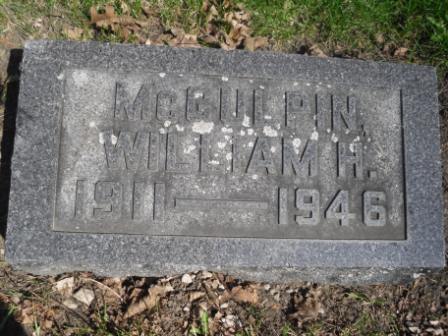 McGULPIN,
WILLIAM H.
1911 — 1946